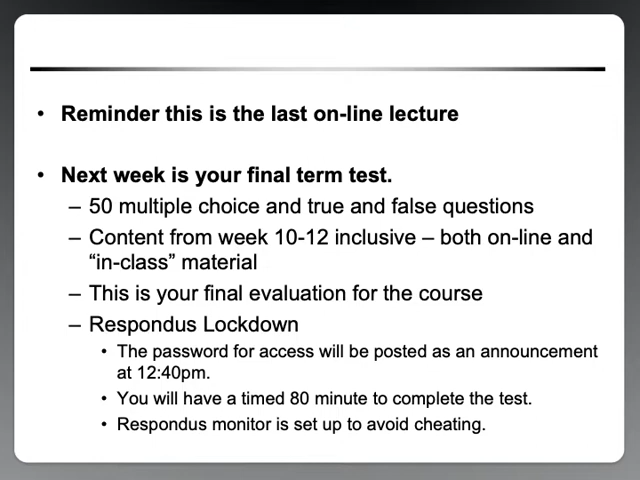 • Reminder this is the last on-line lecture
• Next week is your final term test.
– 50 multiple choice and true and false questions
– Content from week 10-12 inclusive – both on-line and
“in-class” material
– This is your final evaluation for the course
– Respondus Lockdown
• The password for access will be posted as an announcement
at 12:40pm.
• You will have a timed 80 minute to complete the test.
• Respondus monitor is set up to avoid cheating.